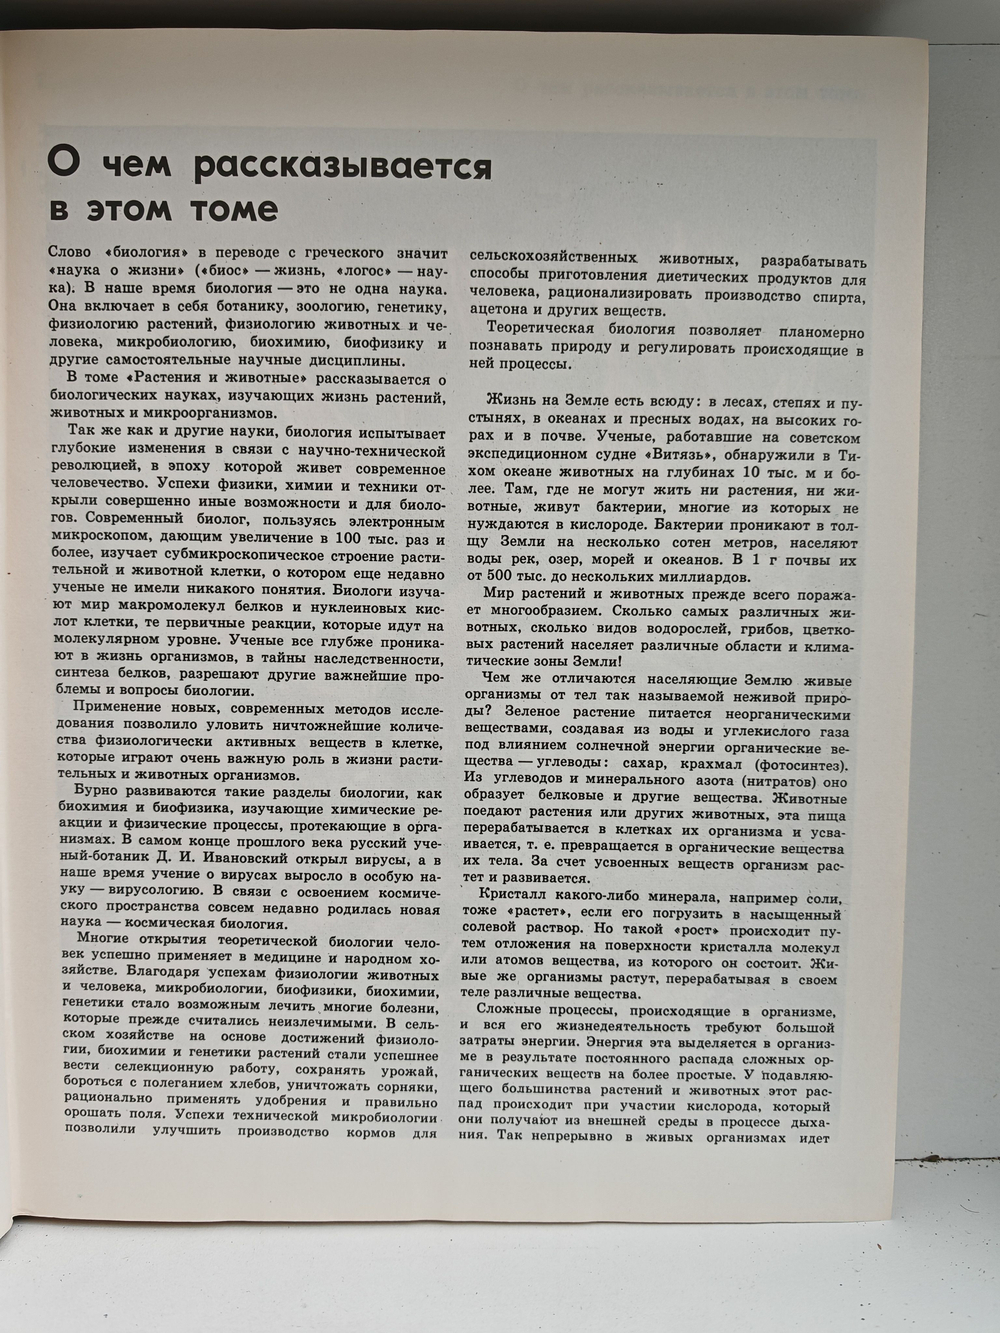 О чем рассказывается
в этом томе
Слово «биология» в переводе с греческого значит
«наука о жизни» («биос» — жизнь, «логос» — нау-
ка). В наше время биология — это не одна наука.
Она включает в себя ботанику, зоологию, генетику,
физиологию растений, физиологию животных и че-
ловека, микробиологию, биохимию, биофизику и
другие самостоятельные научные дисциплины.
В томе «Растения и животные» рассказывается о
биологических науках, изучающих жизнь растений,
животных и микроорганизмов.
Так же как и другие науки, биология испытывает
глубокие изменения в связи с научно-технической
революцией, в эпоху которой живет современное
человечество. Успехи физики, химии и техники от-
крыли совершенно иные возможности и для биоло-
гов. Современный биолог, пользуясь электронным
микроскопом, дающим увеличение в 100 тыс. раз и
более, изучает субмикроскопическое строение расти-
тельной и животной клетки, о котором еще недавно
ученые не имели никакого понятия. Биологи изуча-
ют мир макромолекул белков и нуклеиновых кис-
лот клетки, те первичные реакции, которые идут на
молекулярном уровне. Ученые все глубже проника-
ют в жизнь организмов, в тайны наследственности,
синтеза белков, разрешают другие важнейшие про-
блемы и вопросы биологии.
Применение новых, современных методов иссле-
дования позволило уловить ничтожнейшие количе-
ства физиологически активных веществ в клетке,
которые играют очень важную роль в жизни расти-
тельных и животных организмов.
Бурно развиваются такие разделы биологии, как
биохимия и биофизика, изучающие химические ре-
акции и физические процессы, протекающие в орга-
низмах. В самом конце прошлого века русский уче-
ный-ботаник Д. И. Ивановский открыл вирусы, а в
наше время учение о вирусах выросло в особую на-
уку — вирусологию. В связи с освоением космиче-
ского пространства совсем недавно родилась новая
наука — космическая биология.
Многие открытия теоретической биологии чело-
век успешно применяет в медицине и народном хо-
зяйстве. Благодаря успехам физиологии животных
и человека, микробиологии, биофизики, биохимии,
генетики стало возможным лечить многие болезни,
которые прежде считались неизлечимыми. В сель-
ском хозяйстве на основе достижений физиоло-
гии, биохимии и генетики растений стали успешнее
вести селекционную работу, сохранять урожай,
бороться с полеганием хлебов, уничтожать сорняки,
рационально применять удобрения и правильно
орошать поля. Успехи технической микробиологии
позволили улучшить производство кормов для
сельскохозяйственных животных, разрабатывать
способы приготовления диетических продуктов для
человека, рационализировать производство спирта,
ацетона и других веществ.
Теоретическая биология позволяет планомерно
познавать природу и регулировать происходящие в
ней процессы.
Жизнь на Земле есть всюду: в лесах, степях и пу-
стынях, в океанах и пресных водах, на высоких го-
рах и в почве. Ученые, работавшие на советском
экспедиционном судне «Витязь», обнаружили в Ти-
хом океане животных на глубинах 10 тыс. м и бо-
лее. Там, где не могут жить ни растения, ни жи-
вотные, живут бактерии, многие из которых не
нуждаются в кислороде. Бактерии проникают в тол-
щу Земли на несколько сотен метров, населяют
воды рек, озер, морей и океанов. В 1 г почвы их
от 500 тыс. до нескольких миллиардов.
Мир растений и животных прежде всего поража-
ет многообразием. Сколько самых различных жи-
вотных, сколько видов водорослей, грибов, цветко-
вых растений населяет различные области и клима-
тические зоны Земли!
Чем же отличаются населяющие Землю живые
организмы от тел так называемой неживой приро-
ды? Зеленое растение питается неорганическими
веществами, создавая из воды и углекислого газа
под влиянием солнечной энергии органические ве-
щества — углеводы: сахар, крахмал (фотосинтез).
Из углеводов и минерального азота (нитратов) оно
образует белковые и другие вещества. Животные
поедают растения или других животных, эта пища
перерабатывается в клетках их организма и усва-
ивается, т. е. превращается в органические вещества
их тела. За счет усвоенных веществ организм рас-
тет и развивается.
Кристалл какого-либо минерала, например соли,
тоже «растет», если его погрузить в насыщенный
солевой раствор. Но такой «рост» происходит пу-
тем отложения на поверхности кристалла молекул
или атомов вещества, из которого он состоит. Жи-
вые же организмы растут, перерабатывая в своем
теле различные вещества.
Сложные процессы, происходящие в организме,
и вся его жизнедеятельность требуют большой
затраты энергии. Энергия эта выделяется в организ-
ме в результате постоянного распада сложных ор-
ганических веществ на более простые. У подавляю-
щего большинства растений и животных этот рас-
пад происходит при участии кислорода, который
они получают из внешней среды в процессе дыха-
ния. Так непрерывно в живых организмах идет